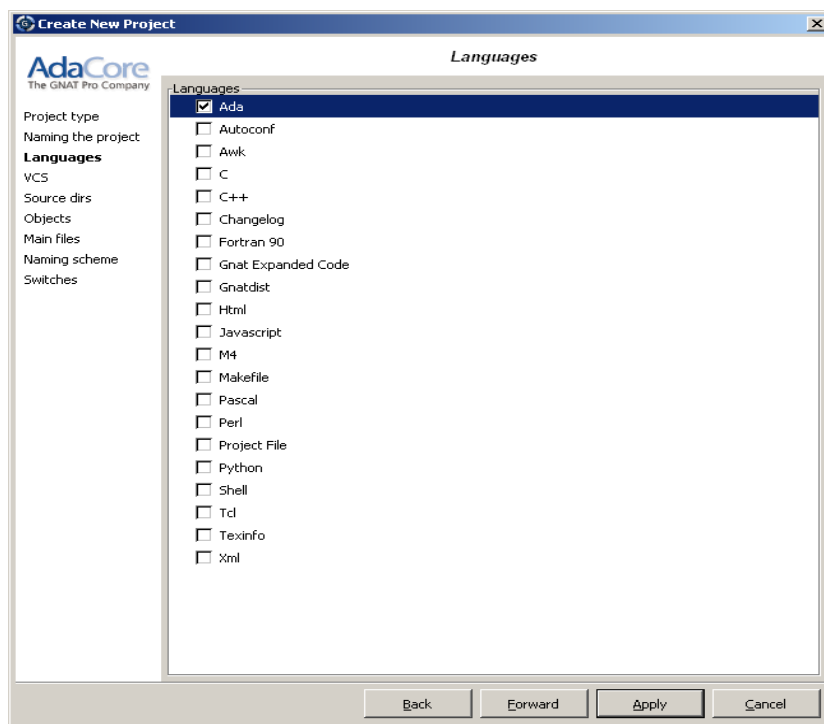 Create New Project
AdaCore
The GNAT Pro Company
Project type
Naming the project
Languages
VCS
Source dirs
Objects
Main files
Naming scheme
Switches
Languages
Languages
Ada
Autoconf
Awk
C
C++
Changelog
Fortran 90
Gnat Expanded Code
Gnatdist
Html
Javascript
M4
Makefile
Pascal
Perl
Project File
Python
Shell
Tcl
Texinfo
Xml
Back
Forward
Apply
Cancel